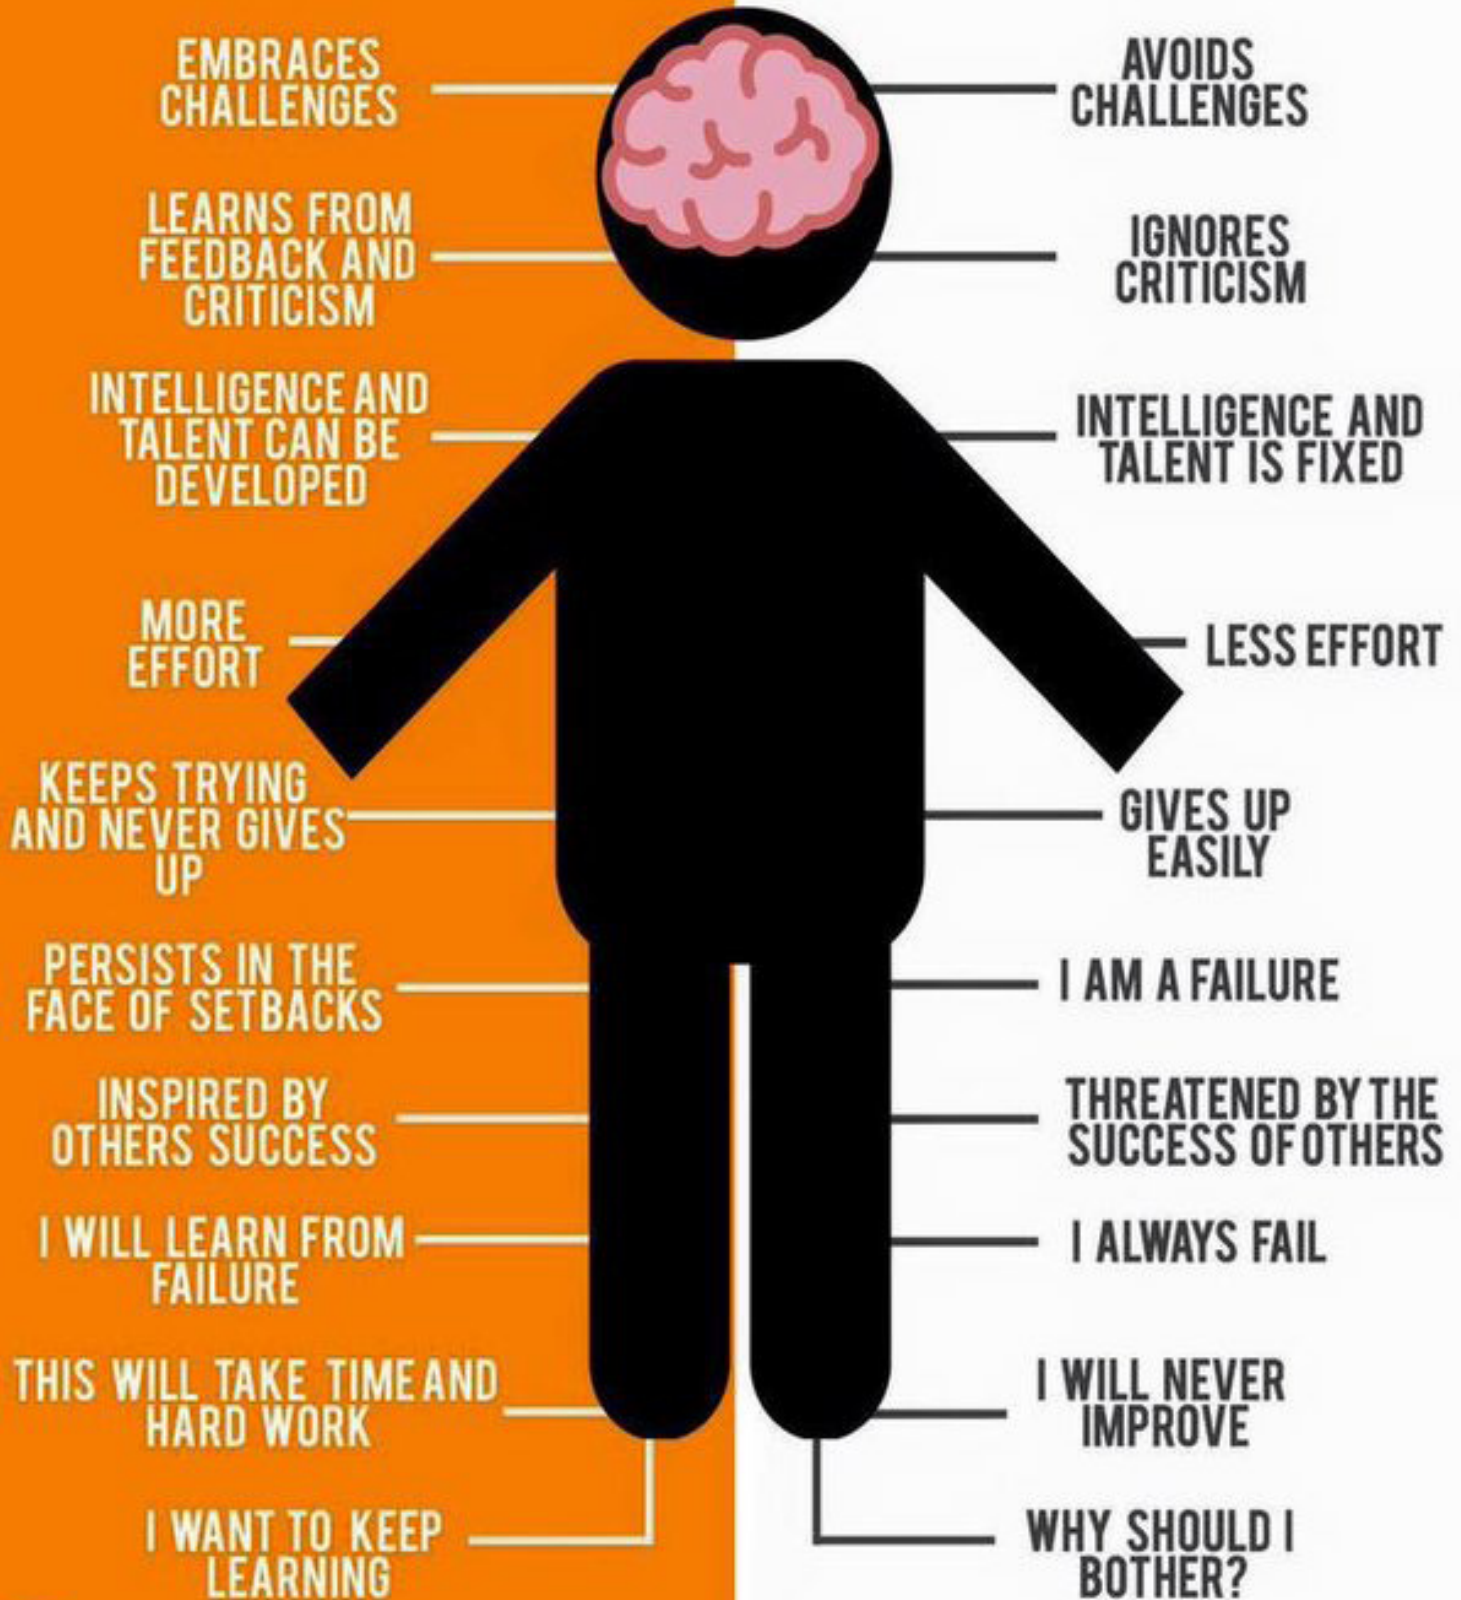 EMBRACES
CHALLENGES
LEARNS FROM
FEEDBACK AND
CRITICISM
INTELLIGENCE AND
TALENT CAN BE
DEVELOPED
MORE
EFFORT
KEEPS TRYING
AND NEVER GIVES
UP
PERSISTS IN THE
FACE OF SETBACKS
INSPIRED BY
OTHERS SUCCESS
I WILL LEARN FROM
FAILURE
THIS WILL TAKE TIME AND
HARD WORK
I WANT TO KEEP
LEARNING
AVOIDS
CHALLENGES
IGNORES
CRITICISM
INTELLIGENCE AND
TALENT IS FIXED
LESS EFFORT
GIVES UP
EASILY
I AM A FAILURE
THREATENED BY THE
SUCCESS OF OTHERS
I ALWAYS FAIL
I WILL NEVER
IMPROVE
WHY SHOULD I
BOTHER?